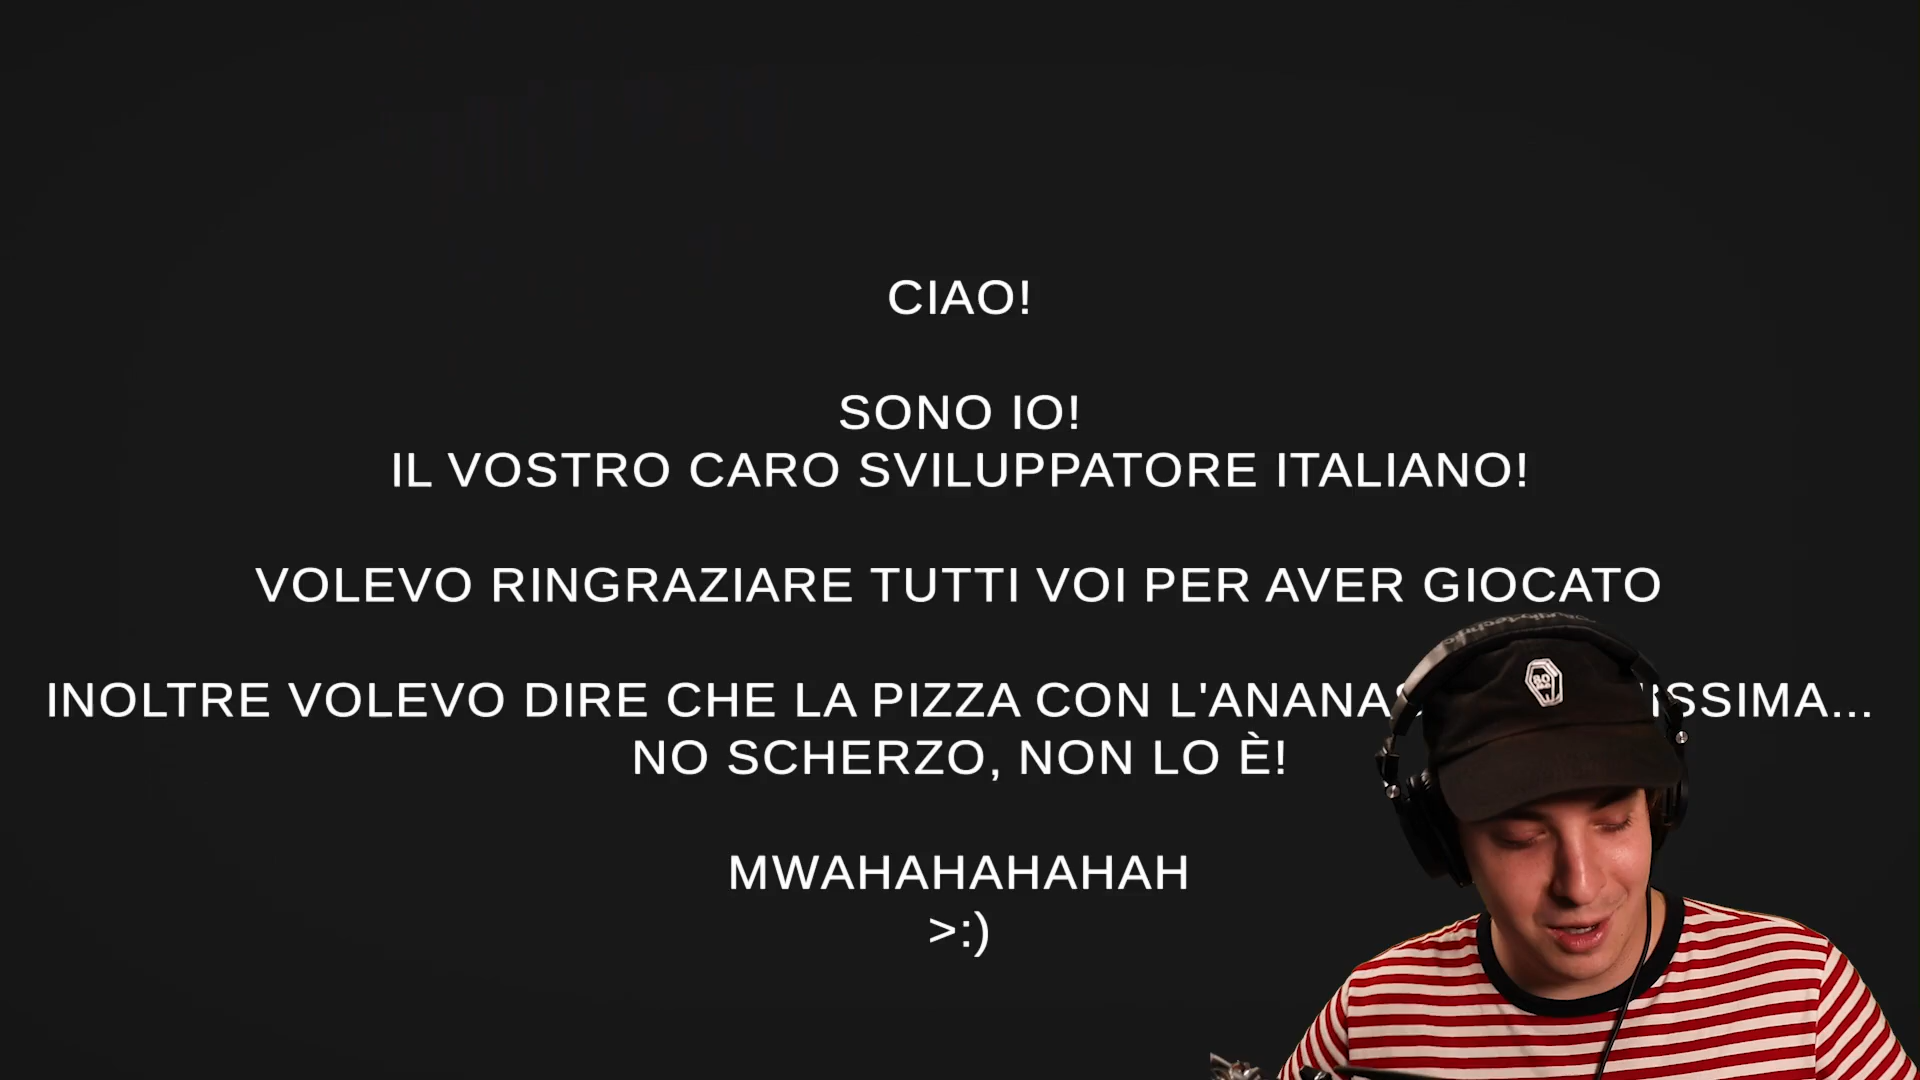 CIAO!
SONO IO!
IL VOSTRO CARO SVILUPPATORE ITALIANO!
VOLEVO RINGRAZIARE TUTTI VOI PER AVER GIOCATO
INOLTRE VOLEVO DIRE CHE LA PIZZA CON
NO SCHERZO, NON LO È!
MWAHAHAHAHAH
>:)